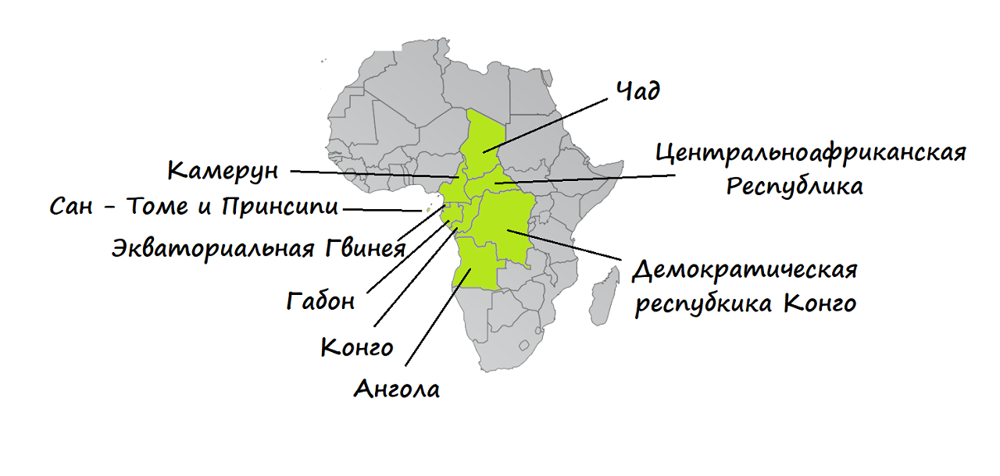 Чад
Центральноафриканская
Республика
Камерун
Сан - Томе и Принсипи
Экваториальная Гвинея
Демократическая
респубкика Конго
Габон
Конго
Ангола